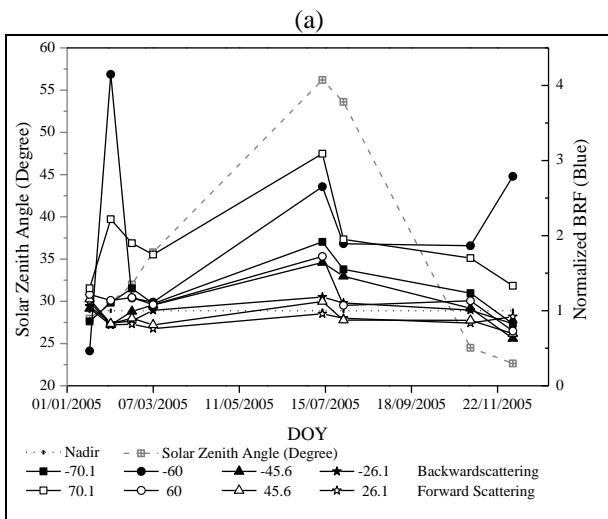 (a)
60
55
50
45
40
35
30
25
20
Solar Zenith Angle (Degree)
4
3
2
1
0
Normalized BRF (Blue)
01/01/2005 07/03/2005 11/05/2005 15/07/2005 18/09/2005 22/11/2005
DOY
Nadir Solar Zenith Angle (Degree)
-70.1 -60 -45.6 -26.1 Backwardscattering
70.1 60 45.6 26.1 Forward Scattering